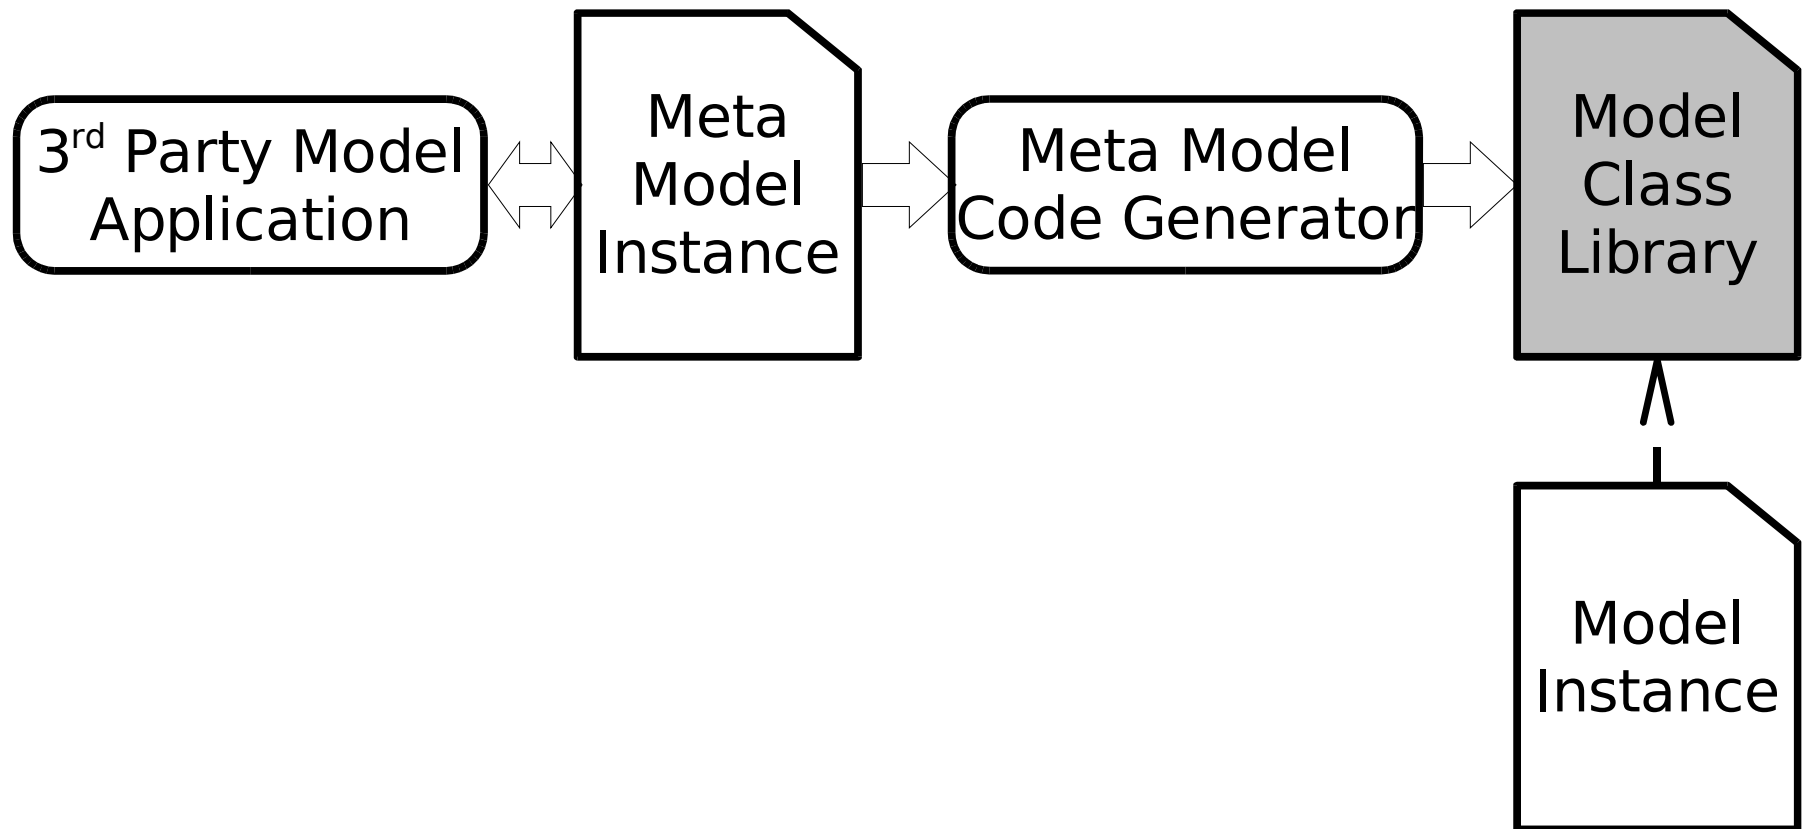 3rd Party Model
Application
Meta
Model
Instance
Meta Model
Code Generator
Model
Class
Library
Model
Instance